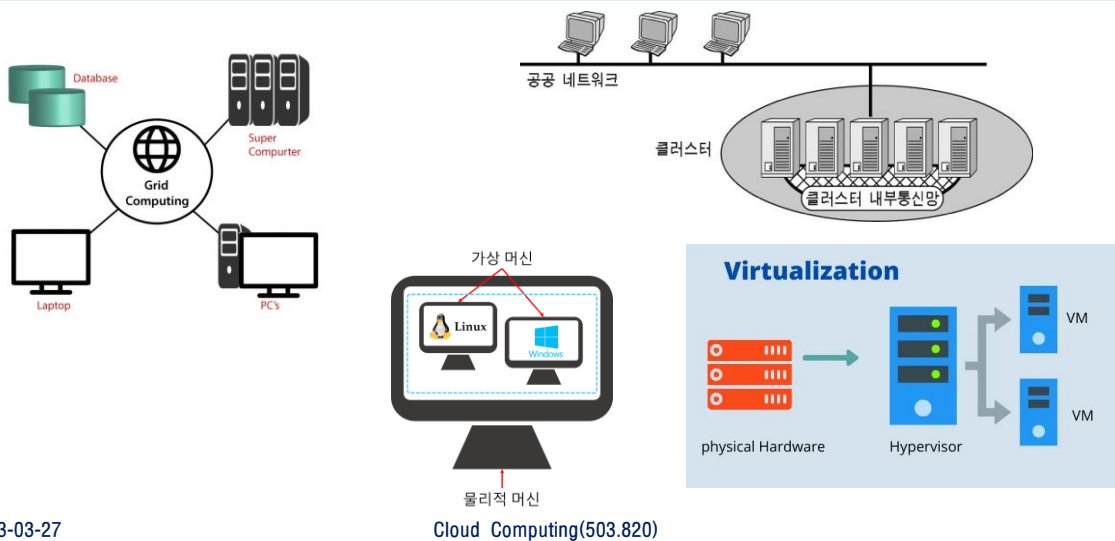 Database
Super
Compurter
Grid
Computing
Laptop
PC's
공공 네트워크
클러스터
클러스터 내부통신망
가상 머신
Linux
Windows
물리적 머신
Virtualization
physical Hardware
Hypervisor
VM
VM
3-03-27
Cloud Computing(503.820)